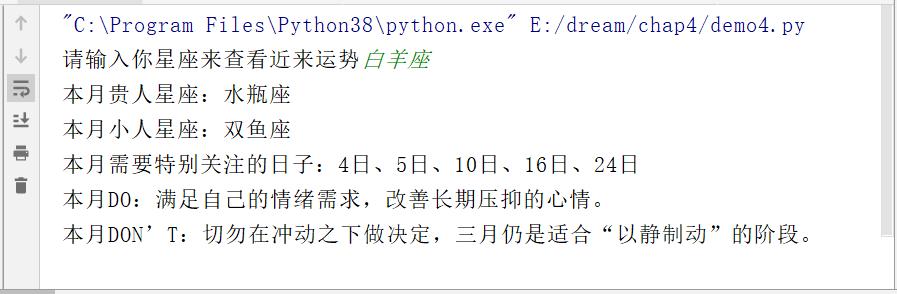 "C:\Program Files\Python38\python.exe" E:/dream/chap4/demo4.py
请输入你星座来查看近来运势白羊座
本月贵人星座：水瓶座
本月小人星座：双鱼座
本月需要特别关注的日子：4日、5日、10日、16日、24日
本月DO：满足自己的情绪需求，改善长期压抑的心情。
本月DON’T：切勿在冲动之下做决定，三月仍是适合“以静制动”的阶段。